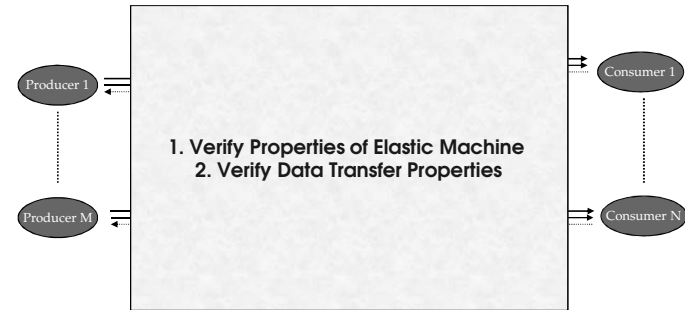 Producer 1
Consumer 1
1. Verify Properties of Elastic Machine
2. Verify Data Transfer Properties
Producer M
Consumer N